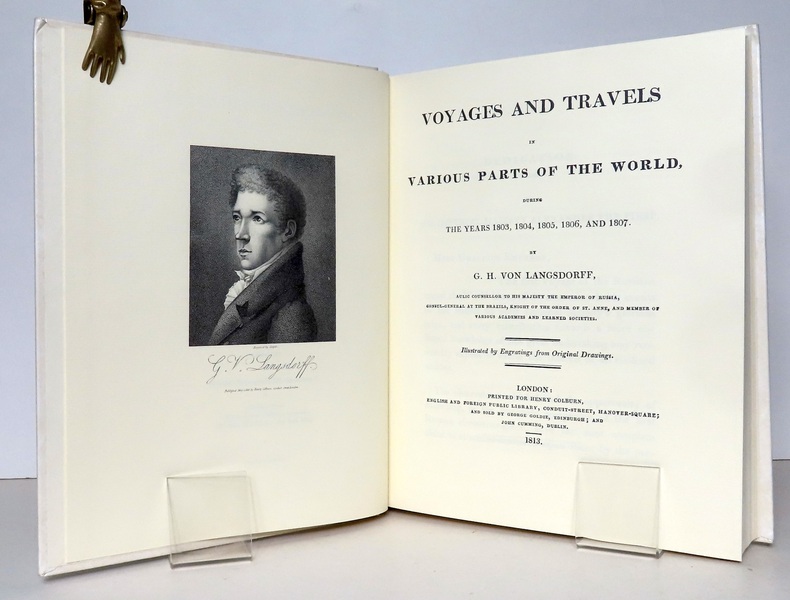 G. V. Langsdorff
VOYAGES AND TRAVELS
IN
VARIOUS PARTS OF THE WORLD,
DURING
THE YEARS 1803, 1804, 1805, 1806, AND 1807.
BY
G. H. VON LANGSDORFF,
AULIC COUNSELLOR TO HIS MAJESTY THE EMPEROR OF RUSSIA,
CONSUL-GENERAL AT THE BRAZILS, KNIGHT OF THE ORDER OF ST. ANNE, AND MEMBER OF
VARIOUS ACADEMIES AND LEARNED SOCIETIES.
Illustrated by Engravings from Original Drawings.
LONDON:
PRINTED FOR HENRY COLBURN,
ENGLISH AND FOREIGN PUBLIC LIBRARY, CONDUIT-STREET, HANOVER-SQUARE;
AND SOLD BY GEORGE GOLDIE, EDINBURGH; AND
JOHN CUMMING, DUBLIN.
1813.